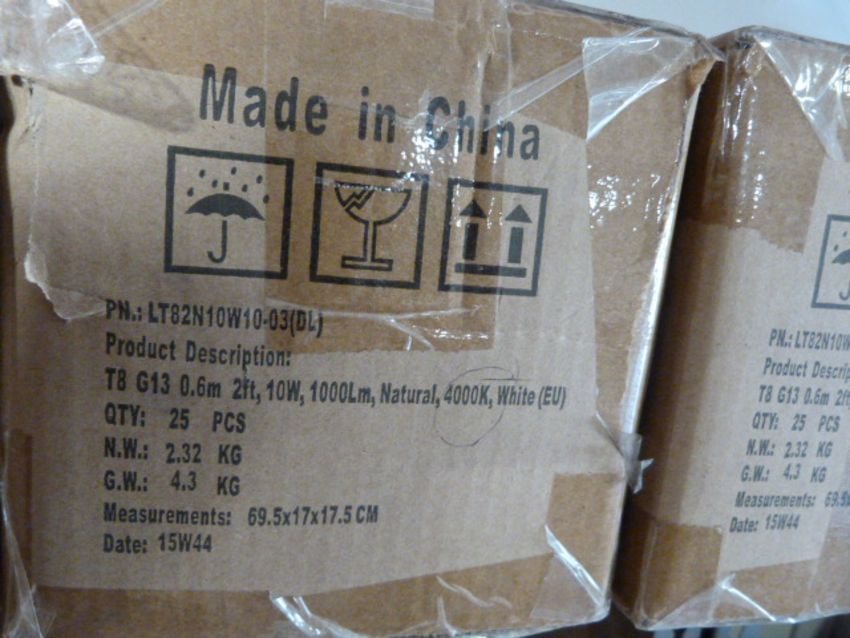 Made in China
PN.: LT82N10W10-03(DL)
Product Description:
T8 G13 0.6m 2ft, 10W, 1000Lm, Natural, 4000K, White (EU)
QTY: 25 PCS
N.W.: 2.32 KG
G.W.: 4.3 KG
Measurements: 69.5x17x17.5 CM
Date: 15W44
PN.: LT82N10W
Product Descrip
T8 G13 0.6m 2ft,
QTY: 25 PCS
N.W.: 2.32 KG
G.W.: 4.3 KG
Measurements: 69.5
Date: 15W44